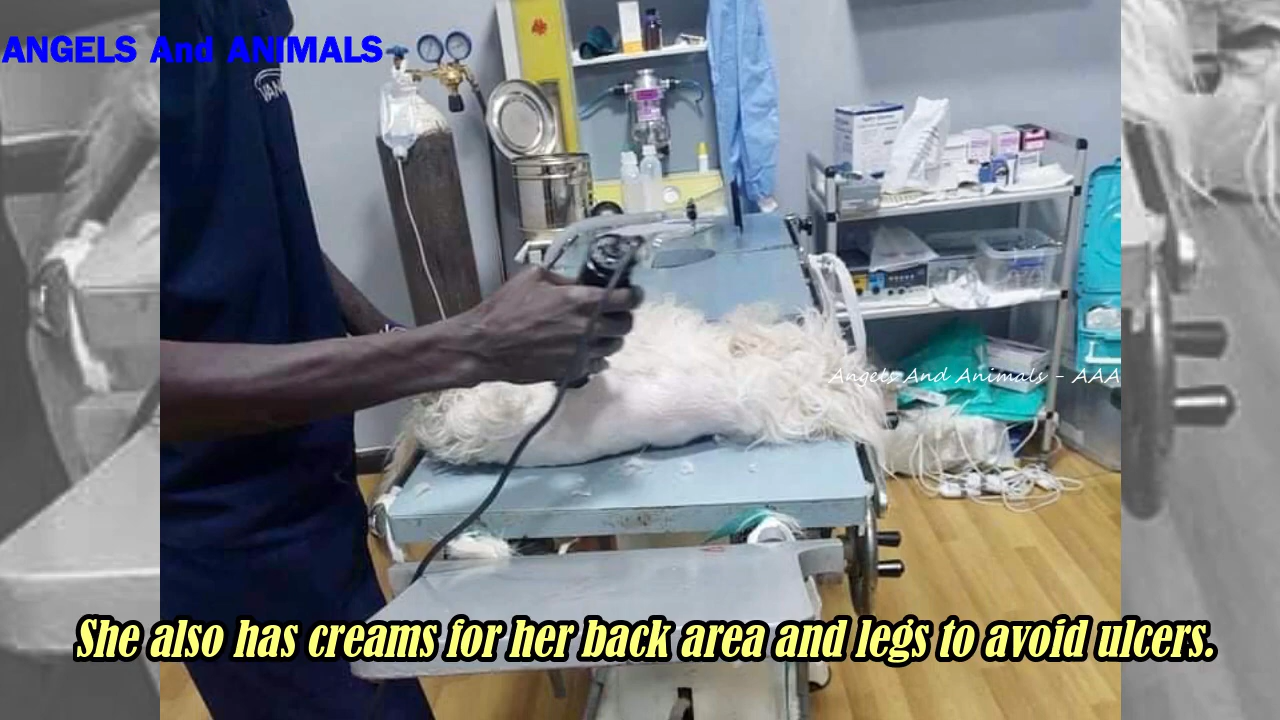 ANGELS And ANIMALS
Angels And Animals - AAA
She also has creams for her back area and legs to avoid ulcers.